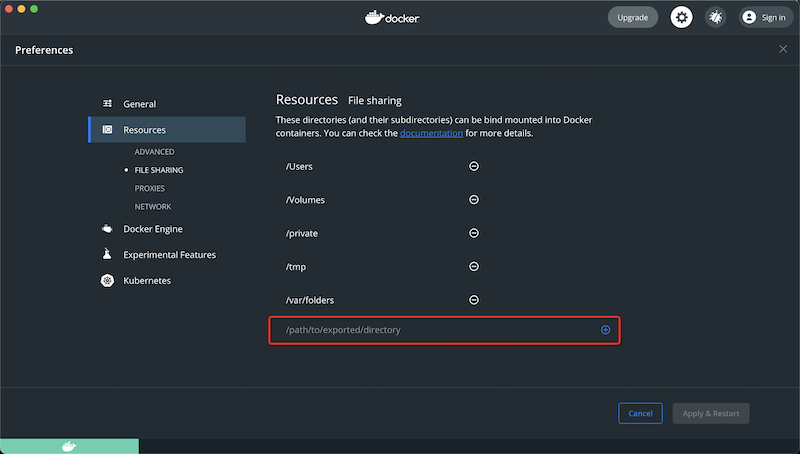 docker
Upgrade
Sign in
Preferences
General
Resources
ADVANCED
FILE SHARING
PROXIES
NETWORK
Docker Engine
Experimental Features
Kubernetes
Resources File sharing
These directories (and their subdirectories) can be bind mounted into Docker
containers. You can check the documentation for more details.
/Users
/Volumes
/private
/tmp
/var/folders
/path/to/exported/directory
Cancel
Apply & Restart